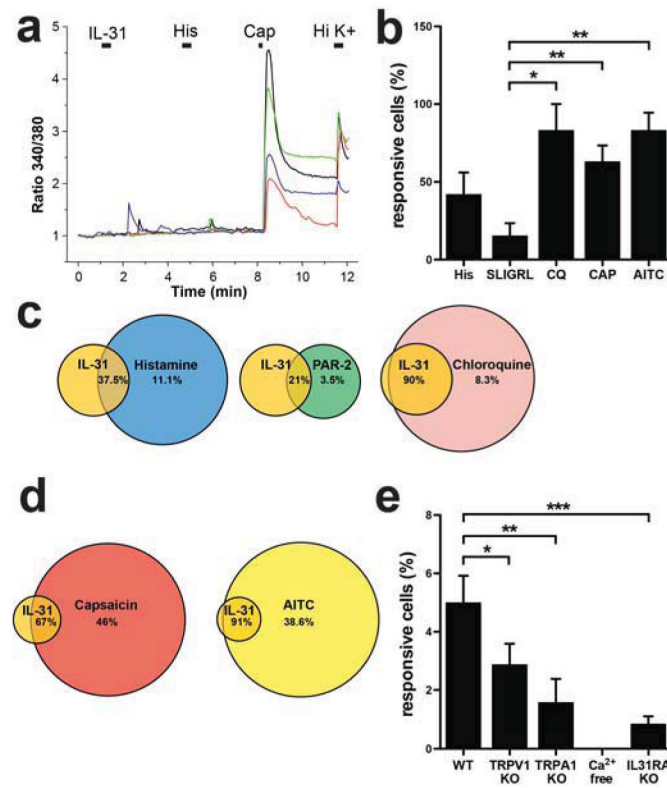 a
IL-31 His Cap Hi K+
5
4
3
2
1
Ratio 340/380
0 2 4 6 8 10 12
Time (min)
b
**
**
*
100
50
0
responsive cells (%)
His SLIGRL CQ CAP AITC
c
IL-31
37.5%
Histamine
11.1%
IL-31
21%
PAR-2
3.5%
IL-31
90%
Chloroquine
8.3%
d
IL-31
67%
Capsaicin
46%
IL-31
91%
AITC
38.6%
e
***
**
*
8
6
4
2
0
responsive cells (%)
WT TRPV1 TRPA1 Ca2+ IL31RA
KO KO free KO